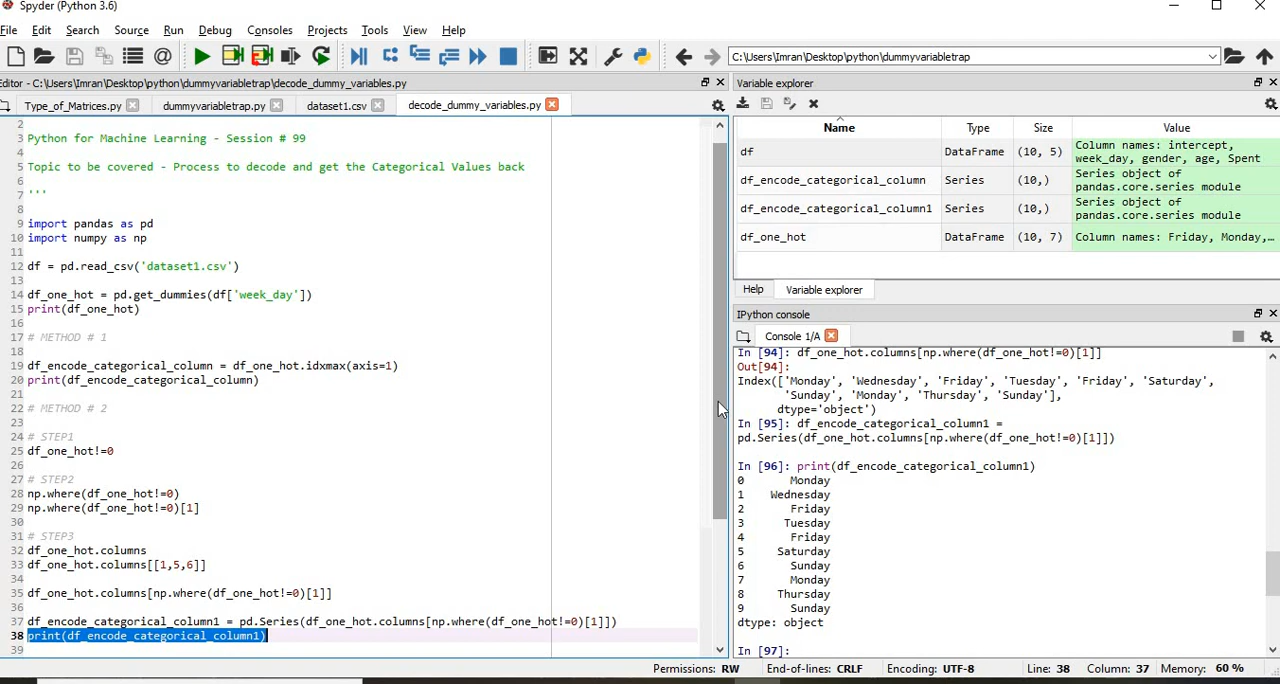 Spyder (Python 3.6)
File Edit Search Source Run Debug Consoles Projects Tools View Help
C:\Users\Imran\Desktop\python\dummyvariabletrap
Editor - C:\Users\Imran\Desktop\python\dummyvariabletrap\decode_dummy_variables.py
Type_of_Matrices.py dummyvariabletrap.py dataset1.csv decode_dummy_variables.py
2
3 Python for Machine Learning - Session # 99
4
5 Topic to be covered - Process to decode and get the Categorical Values back
6
7 '''
8
9 import pandas as pd
10 import numpy as np
11
12 df = pd.read_csv('dataset1.csv')
13
14 df_one_hot = pd.get_dummies(df['week_day'])
15 print(df_one_hot)
16
17 # METHOD # 1
18
19 df_encode_categorical_column = df_one_hot.idxmax(axis=1)
20 print(df_encode_categorical_column)
21
22 # METHOD # 2
23
24 # STEP1
25 df_one_hot!=0
26
27 # STEP2
28 np.where(df_one_hot!=0)
29 np.where(df_one_hot!=0)[1]
30
31 # STEP3
32 df_one_hot.columns
33 df_one_hot.columns[[1,5,6]]
34
35 df_one_hot.columns[np.where(df_one_hot!=0)[1]]
36
37 df_encode_categorical_column1 = pd.Series(df_one_hot.columns[np.where(df_one_hot!=0)[1]])
38 print(df_encode_categorical_column1)
39
Variable explorer
Name Type Size Value
df DataFrame (10, 5) Column names: intercept,
week_day, gender, age, Spent
df_encode_categorical_column Series (10,) Series object of
pandas.core.series module
df_encode_categorical_column1 Series (10,) Series object of
pandas.core.series module
df_one_hot DataFrame (10, 7) Column names: Friday, Monday,…
Help Variable explorer
IPython console
Console 1/A
In [94]: df_one_hot.columns[np.where(df_one_hot!=0)[1]]
Out[94]:
Index(['Monday', 'Wednesday', 'Friday', 'Tuesday', 'Friday', 'Saturday',
'Sunday', 'Monday', 'Thursday', 'Sunday'],
dtype='object')
In [95]: df_encode_categorical_column1 =
pd.Series(df_one_hot.columns[np.where(df_one_hot!=0)[1]])
In [96]: print(df_encode_categorical_column1)
0 Monday
1 Wednesday
2 Friday
3 Tuesday
4 Friday
5 Saturday
6 Sunday
7 Monday
8 Thursday
9 Sunday
dtype: object
In [97]:
Permissions: RW End-of-lines: CRLF Encoding: UTF-8 Line: 38 Column: 37 Memory: 60 %